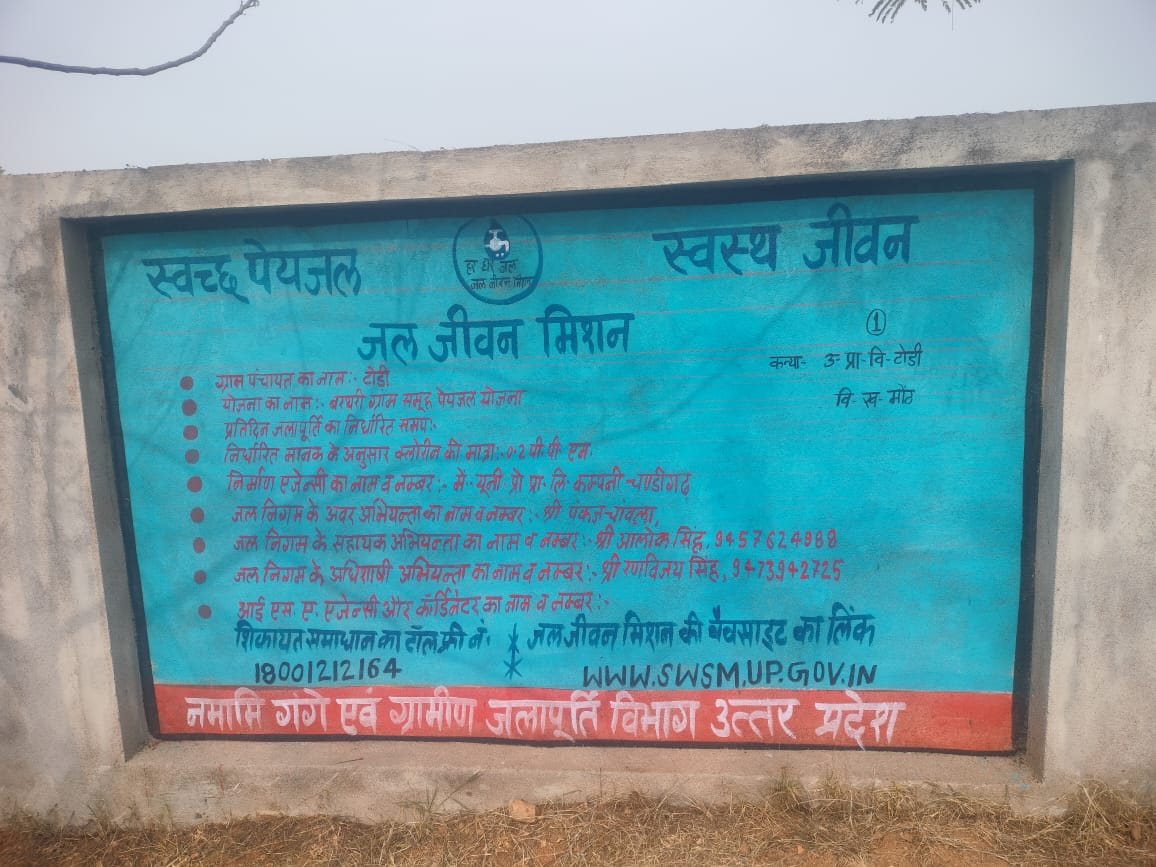 स्वच्छ पेयजल
हर घर जल
जल जीवन मिशन
स्वस्थ जीवन
जल जीवन मिशन
1
कन्या- उ- प्रा- वि- टोडी
वि- ख- मोंठ
ग्राम पंचायत का नाम:- टोडी
योजना का नाम:- बरथरी ग्राम समूह पेयजल योजना
प्रतिदिन जलापूर्ति का निर्धारित समय:-
निर्धारित मानक के अनुसार क्लोरीन की मात्रा:- 0.2 पी. पी. एम.
निर्माण एजेन्सी का नाम व नम्बर:- में- यूनी- प्रो- प्रा- लि- कम्पनी चण्डीगढ़
जल निगम के अवर अभियन्ता का नाम व नम्बर:- श्री पंकज चांवला,
जल निगम के सहायक अभियन्ता का नाम व नम्बर:- श्री आलोक सिंह, 9457624988
जल निगम के अधिशाषी अभियन्ता का नाम व नम्बर:- श्री रणविजय सिंह, 9473942725
आई एस. ए. एजेन्सी और कॉर्डिनेटर का नाम व नम्बर:-
शिकायत समाधान का टॉल फ्री नं.
18001212164
जल जीवन मिशन की वैवसाइट का लिंक
WWW.SWSM.UP.GOV.IN
नमामि गंगे एवं ग्रामीण जलापूर्ति विभाग उत्तर प्रदेश